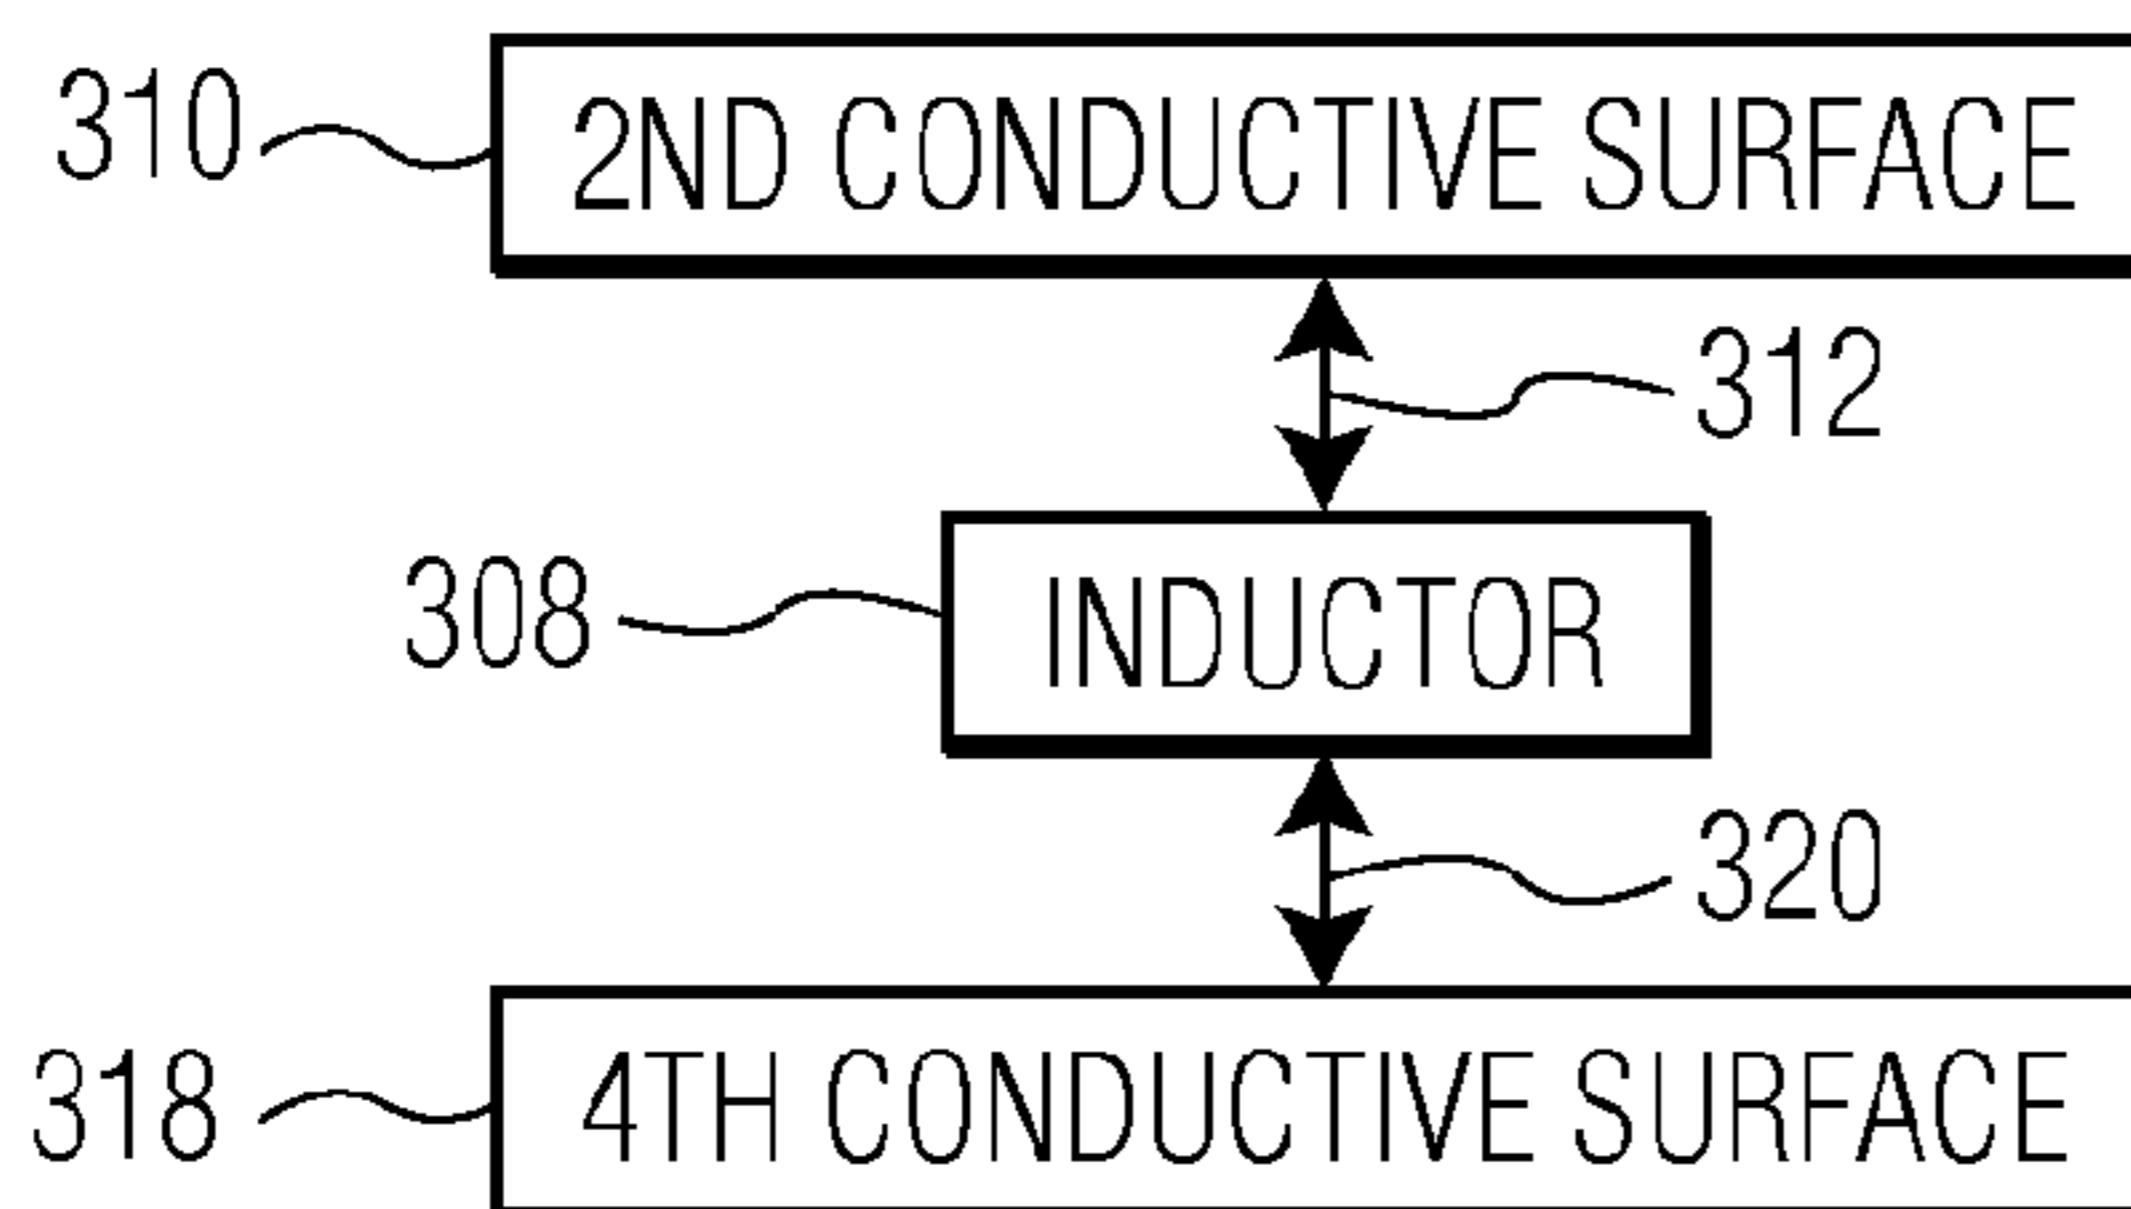 310 2ND CONDUCTIVE SURFACE
312
308 INDUCTOR
320
318 4TH CONDUCTIVE SURFACE